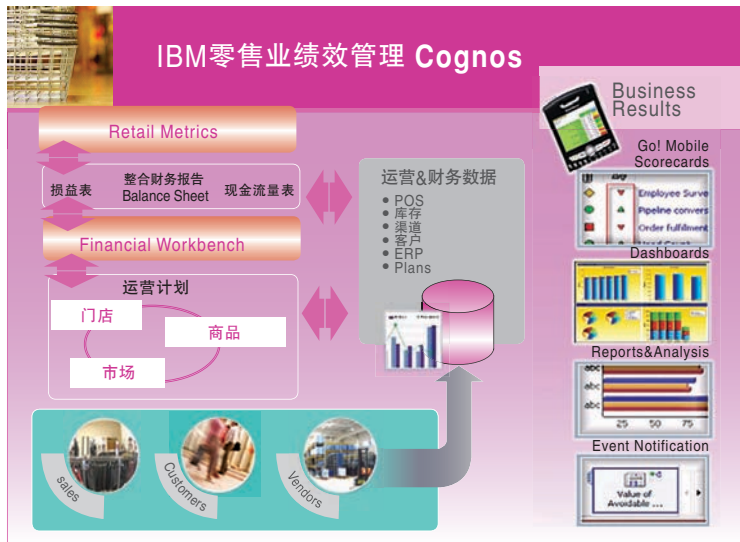 IBM零售业绩效管理 Cognos
Retail Metrics
损益表
整合财务报告
Balance Sheet
现金流量表
Financial Workbench
运营计划
门店
商品
市场
运营&财务数据
• POS
• 库存
• 渠道
• 客户
• ERP
• Plans
sales
Customers
Vendors
Business
Results
Go! Mobile
Scorecards
Employee Surve
Pipeline convers
Order fulfilment
Dashboards
Reports&Analysis
abc
abc
abc
25 50 75
Event Notification
Value of
Avoidable ...